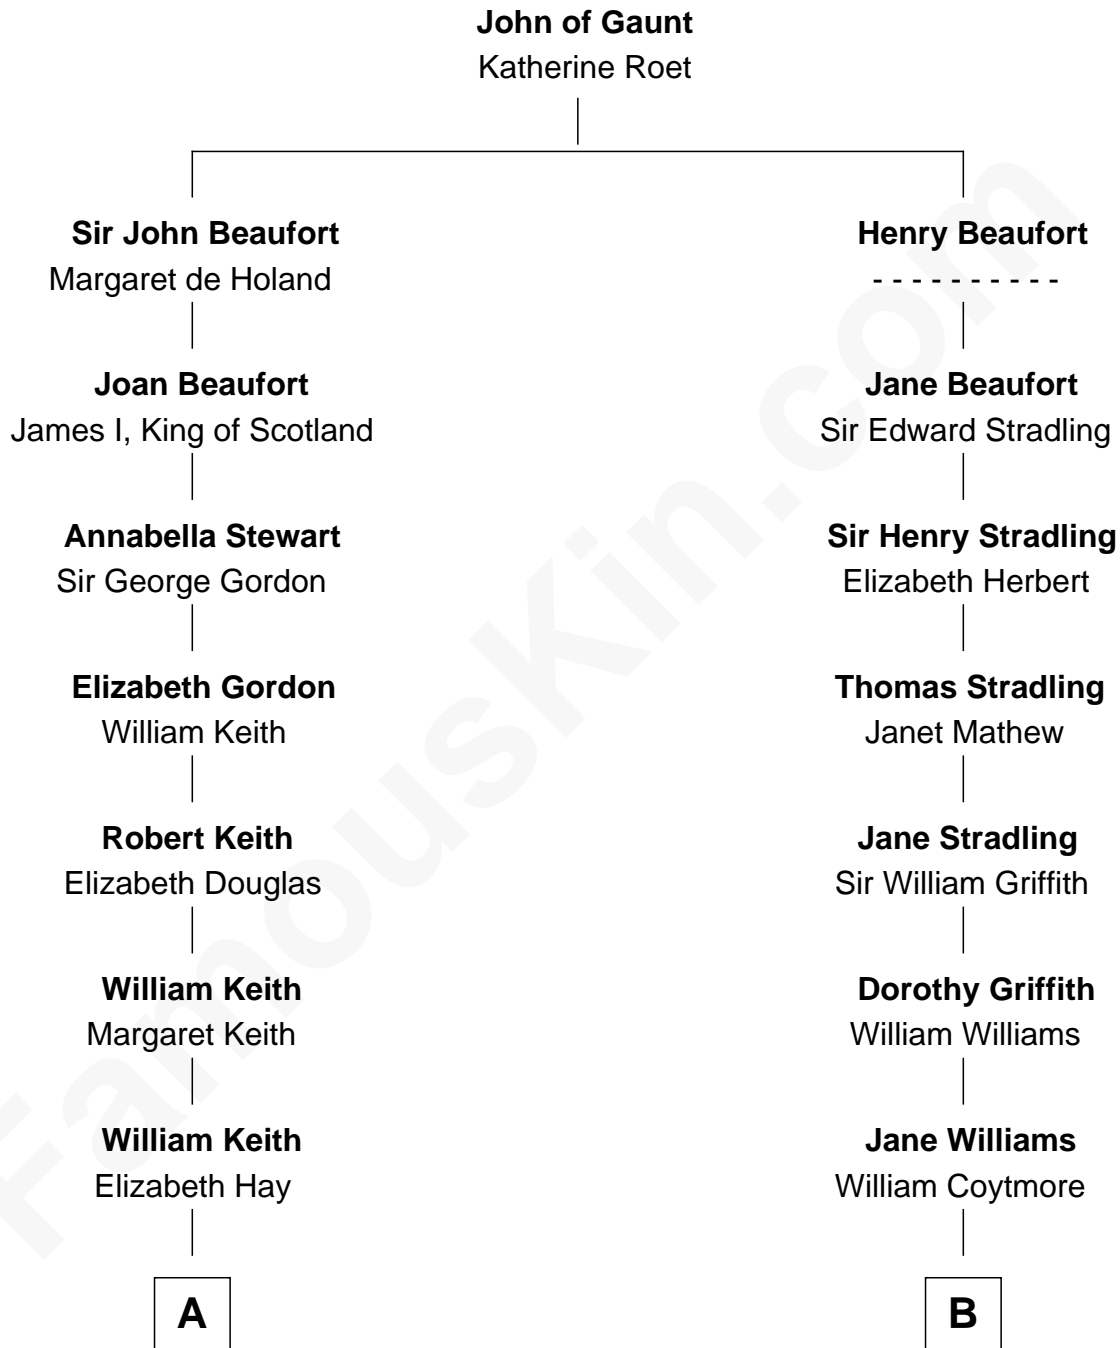 John of Gaunt
Katherine Roet
Sir John Beaufort
Margaret de Holand
Joan Beaufort
James I, King of Scotland
Annabella Stewart
Sir George Gordon
Elizabeth Gordon
William Keith
Robert Keith
Elizabeth Douglas
William Keith
Margaret Keith
William Keith
Elizabeth Hay
A
Henry Beaufort
- - - - - - - - - -
Jane Beaufort
Sir Edward Stradling
Sir Henry Stradling
Elizabeth Herbert
Thomas Stradling
Janet Mathew
Jane Stradling
Sir William Griffith
Dorothy Griffith
William Williams
Jane Williams
William Coytmore
B
FamousKin.com